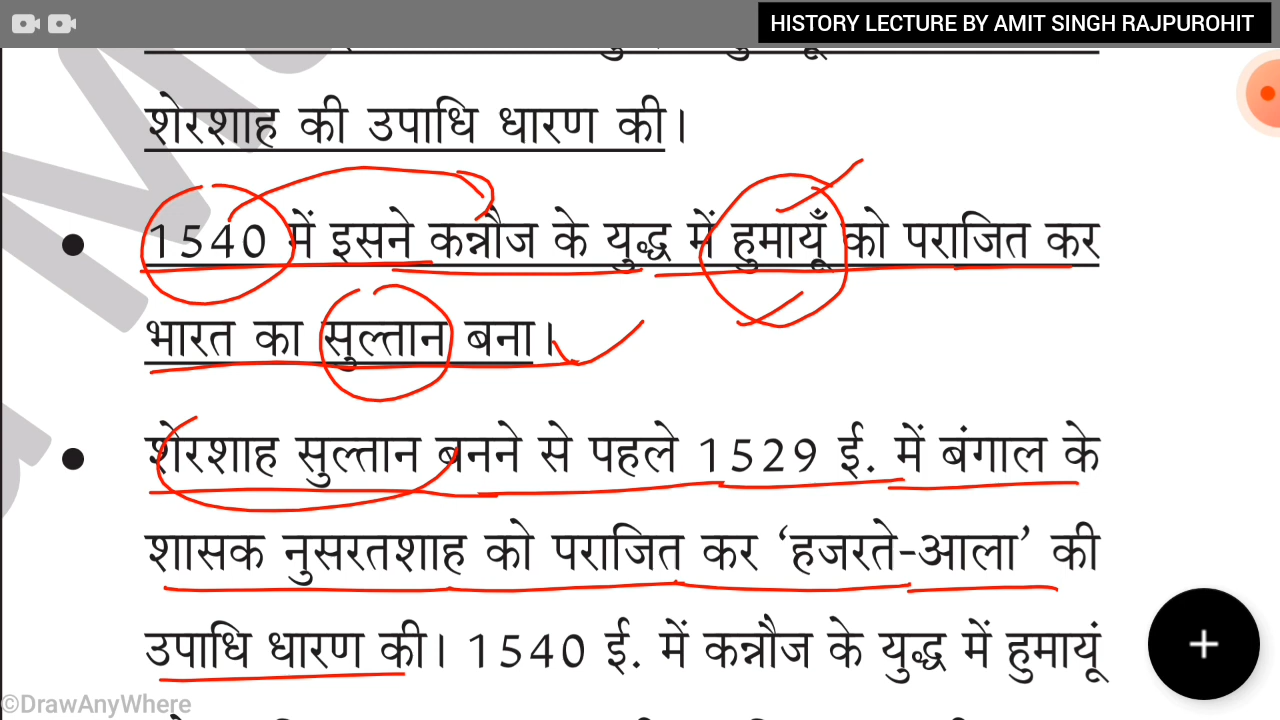 HISTORY LECTURE BY AMIT SINGH RAJPUROHIT
शेरशाह की उपाधि धारण की।
• 1540 में इसने कन्नौज के युद्ध में हुमायूँ को पराजित कर
भारत का सुल्तान बना।
• शेरशाह सुल्तान बनने से पहले 1529 ई. में बंगाल के
शासक नुसरतशाह को पराजित कर ‘हजरते-आला’ की
उपाधि धारण की। 1540 ई. में कन्नौज के युद्ध में हुमायूं
©DrawAnyWhere